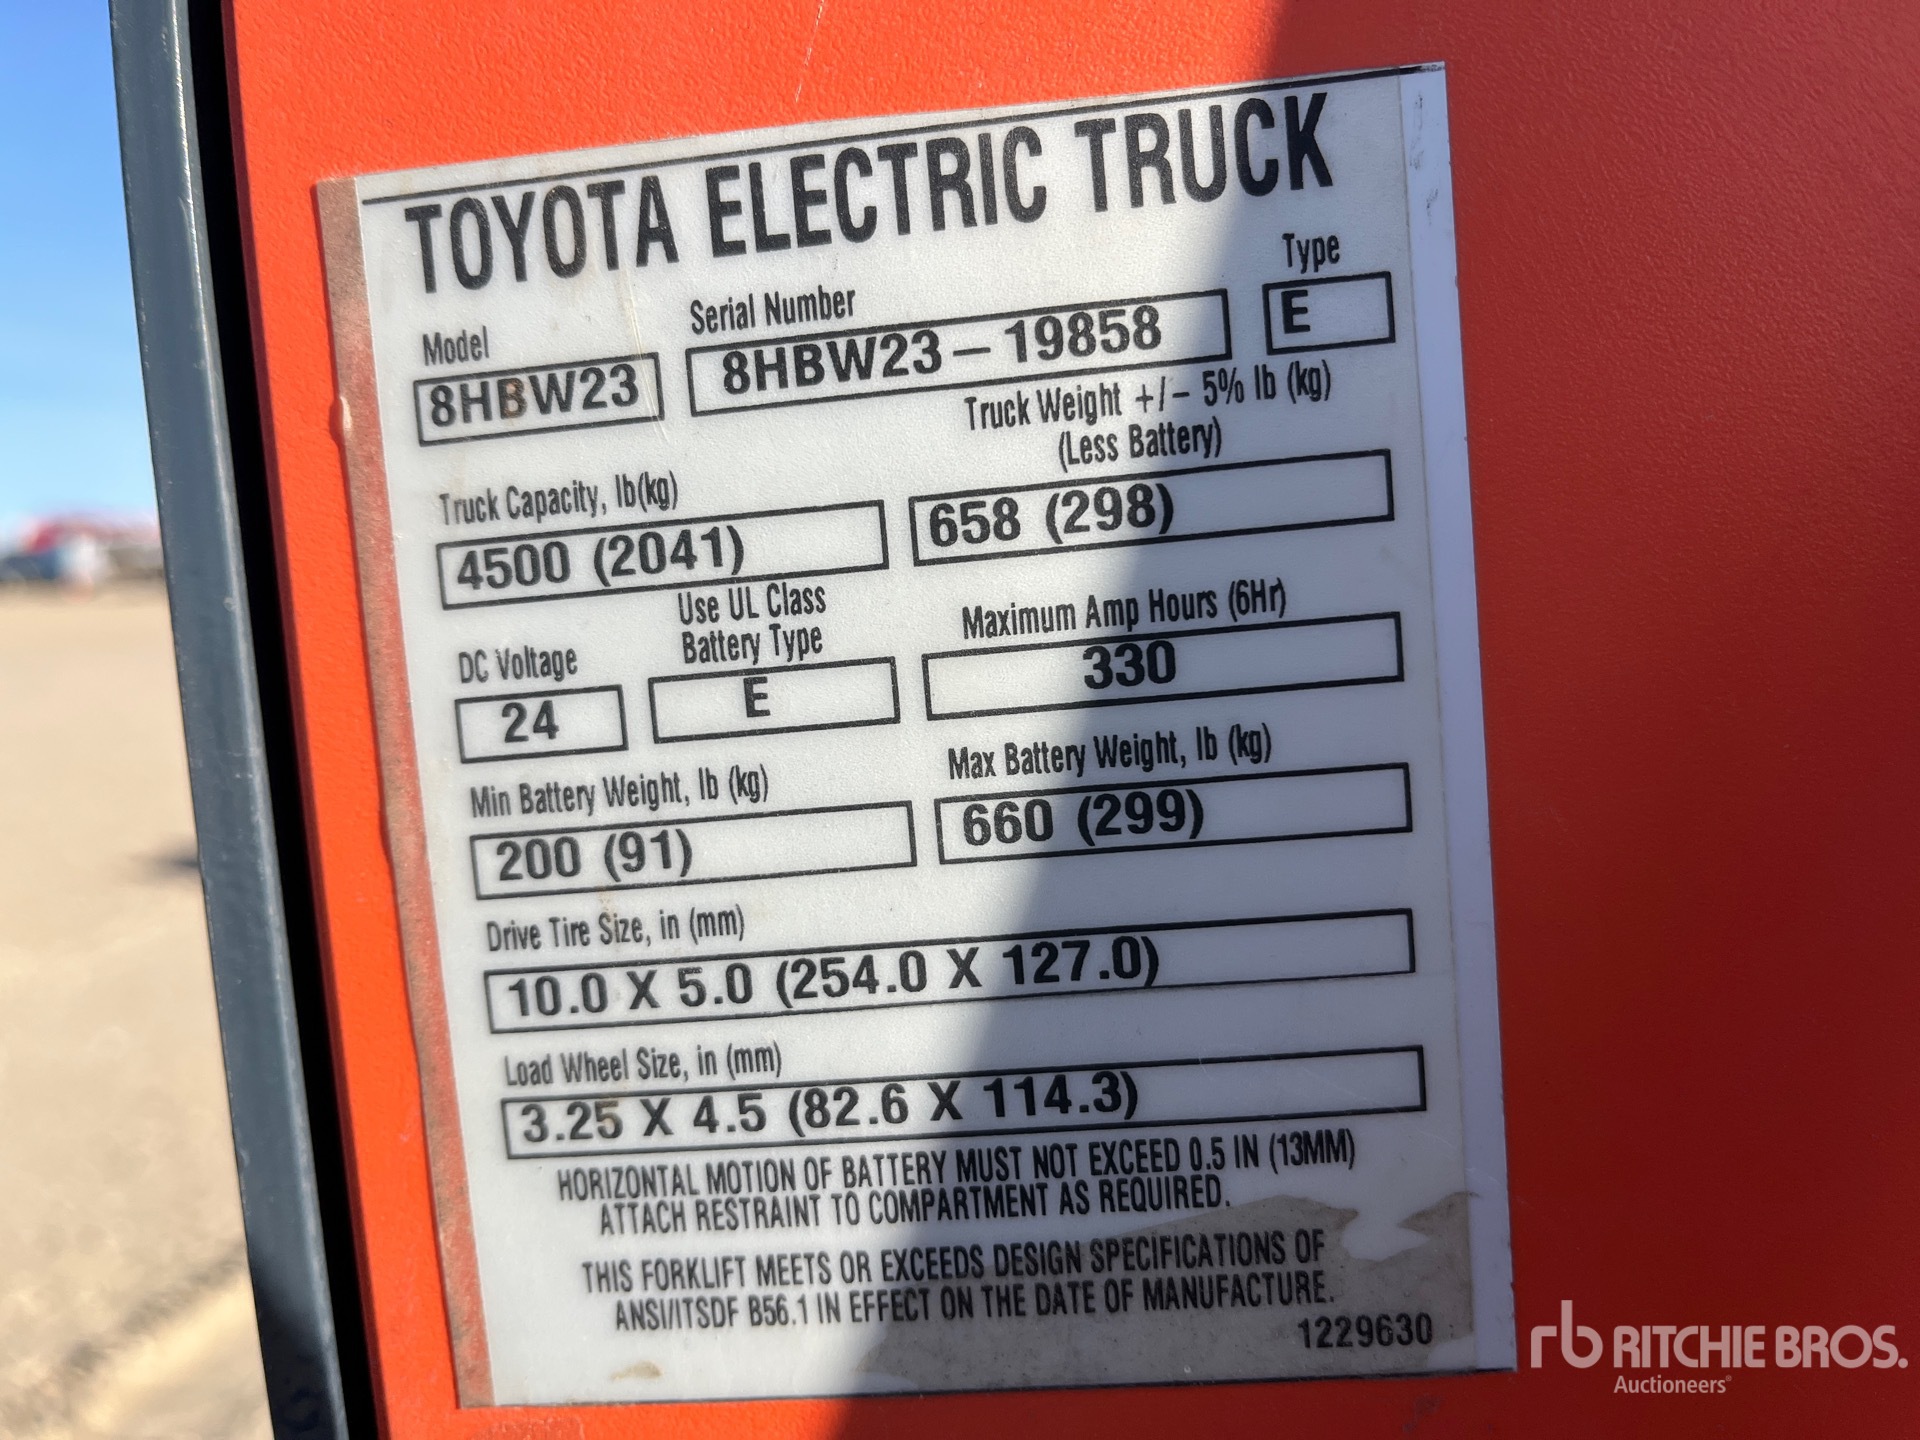 TOYOTA ELECTRIC TRUCK
Model Serial Number Type
8HBW23 8HBW23-19858 E
Truck Capacity, lb(kg) Truck Weight +/- 5% lb (kg)
(Less Battery)
4500 (2041) 658 (298)
DC Voltage Use UL Class Maximum Amp Hours (6Hr)
Battery Type
24 E 330
Min Battery Weight, lb (kg) Max Battery Weight, lb (kg)
200 (91) 660 (299)
Drive Tire Size, in (mm)
10.0 X 5.0 (254.0 X 127.0)
Load Wheel Size, in (mm)
3.25 X 4.5 (82.6 X 114.3)
HORIZONTAL MOTION OF BATTERY MUST NOT EXCEED 0.5 IN (13MM)
ATTACH RESTRAINT TO COMPARTMENT AS REQUIRED.
THIS FORKLIFT MEETS OR EXCEEDS DESIGN SPECIFICATIONS OF
ANSI/ITSDF B56.1 IN EFFECT ON THE DATE OF MANUFACTURE.
1229630
rb RITCHIE BROS.
Auctioneers